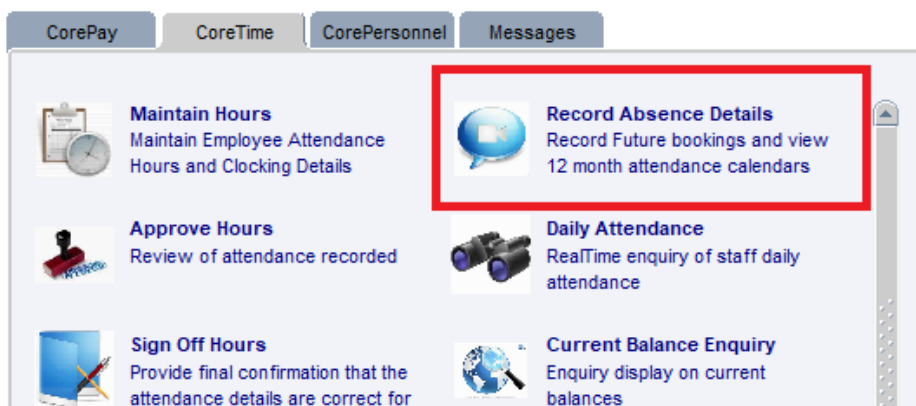 CorePay CoreTime CorePersonnel Messages
Maintain Hours
Maintain Employee Attendance
Hours and Clocking Details
Record Absence Details
Record Future bookings and view
12 month attendance calendars
Approve Hours
Review of attendance recorded
Daily Attendance
RealTime enquiry of staff daily
attendance
Sign Off Hours
Provide final confirmation that the
attendance details are correct for
Current Balance Enquiry
Enquiry display on current
balances